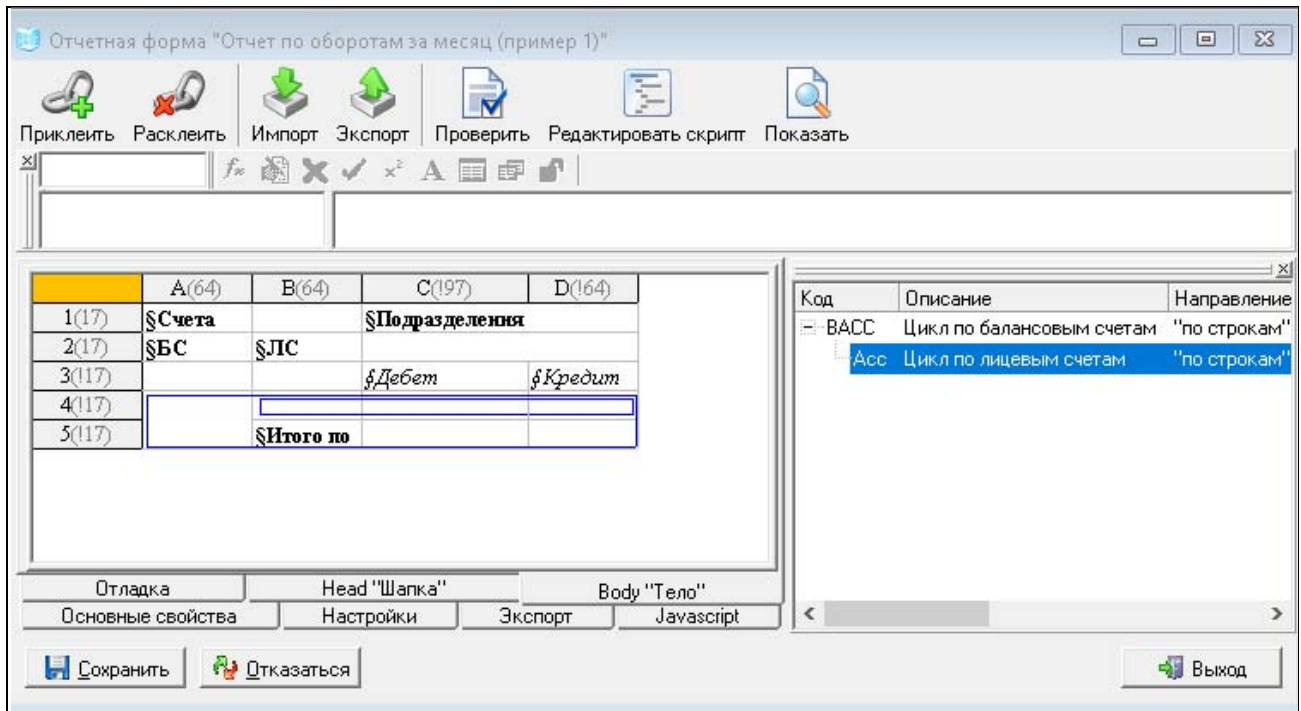 Отчетная форма "Отчет по оборотам за месяц (пример 1)"
Приклеить Расклеить Импорт Экспорт Проверить Редактировать скрипт Показать
A(64) B(64) C(!97) D(!64)
1(17) §Счета §Подразделения
2(17) §БС §ЛС
3(!17) §Дебет §Кредит
4(!17)
5(!17) §Итого по
Код Описание Направление
BACC Цикл по балансовым счетам "по строкам"
Acc Цикл по лицевым счетам "по строкам"
Отладка Head "Шапка" Body "Тело"
Основные свойства Настройки Экспорт Javascript
Сохранить Отказаться Выход